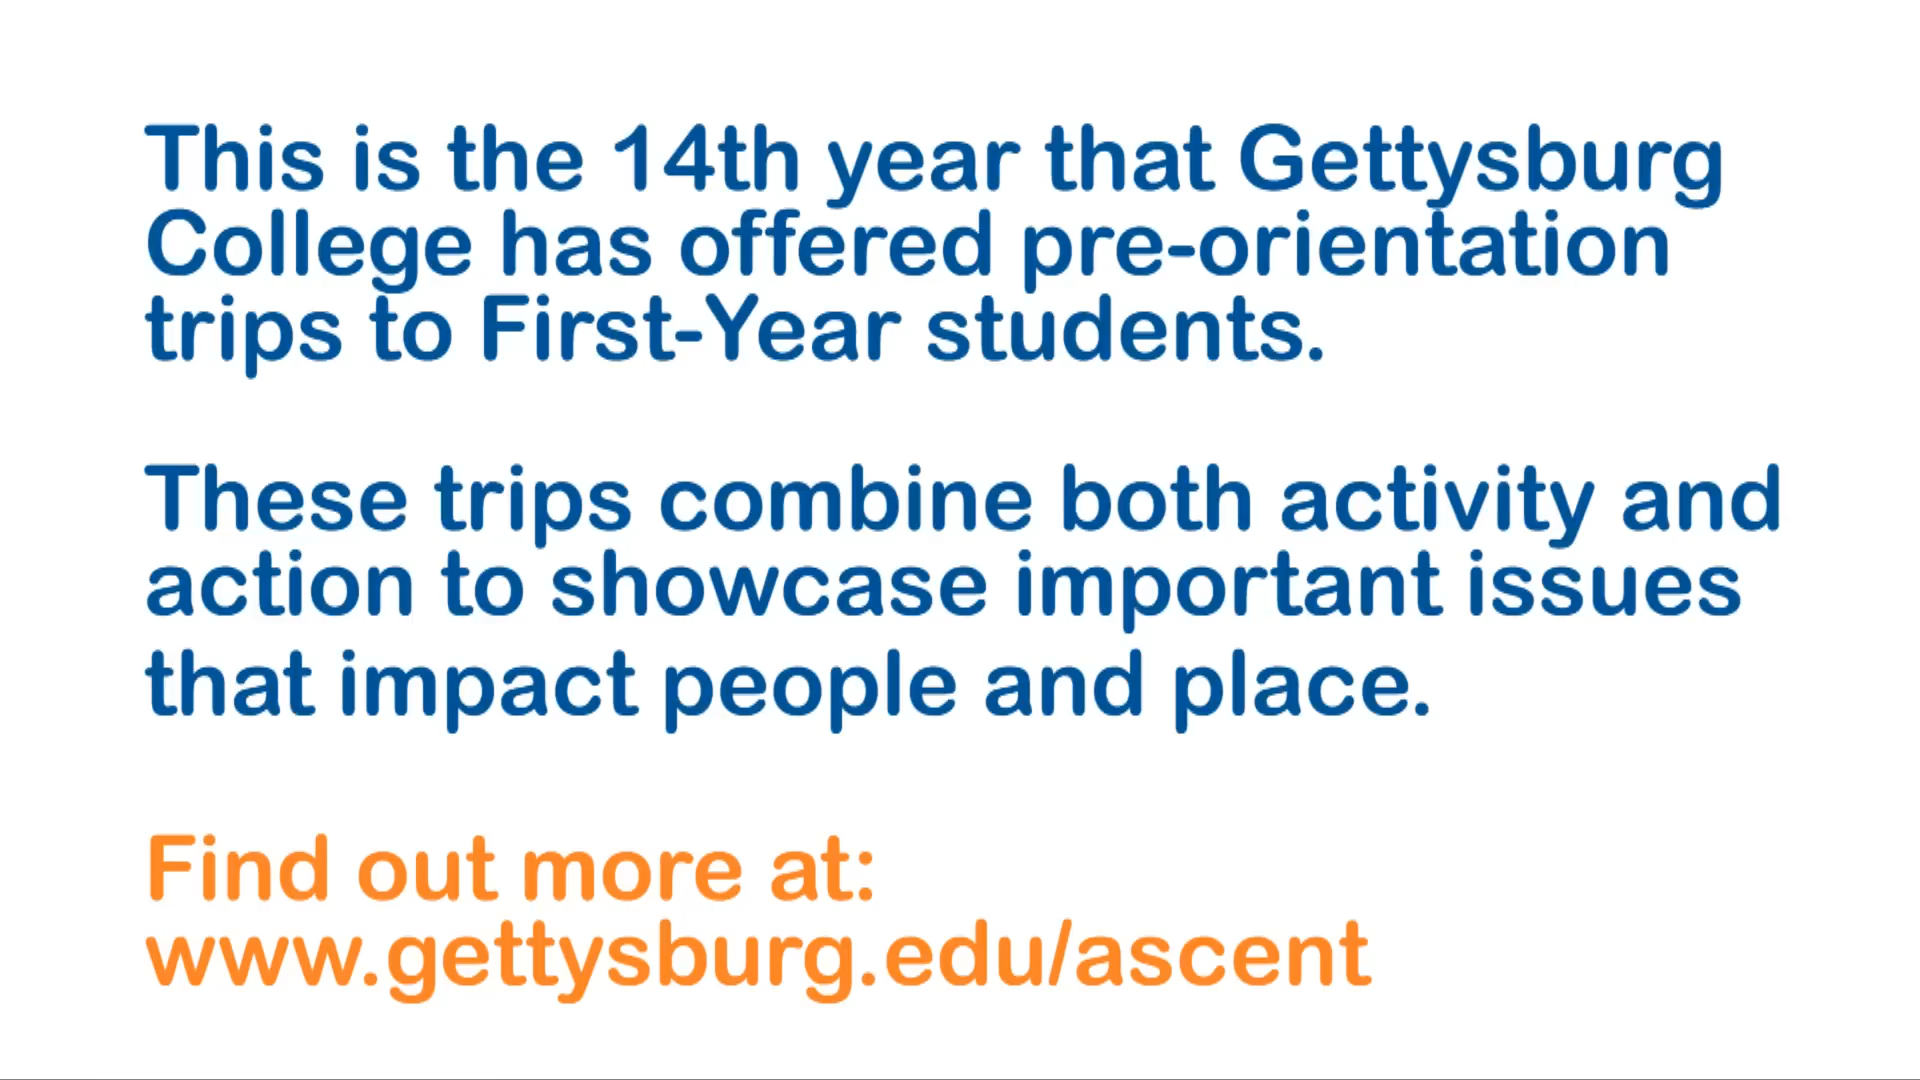 This is the 14th year that Gettysburg
College has offered pre-orientation
trips to First-Year students.
These trips combine both activity and
action to showcase important issues
that impact people and place.
Find out more at:
www.gettysburg.edu/ascent